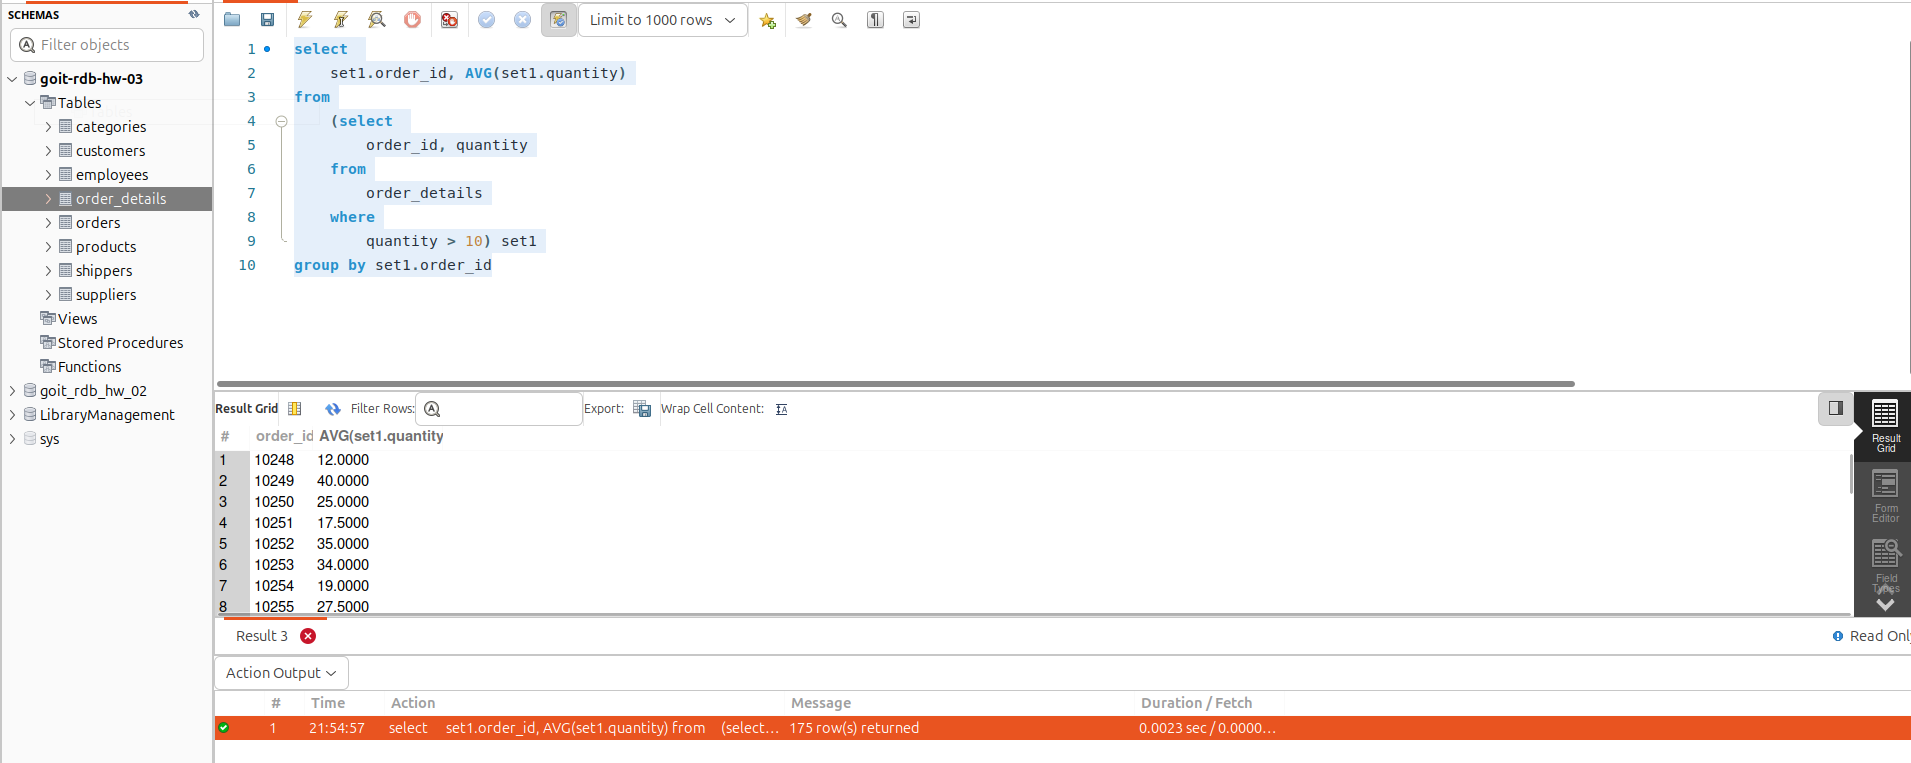 SCHEMAS
Filter objects
goit-rdb-hw-03
Tables
categories
customers
employees
order_details
orders
products
shippers
suppliers
Views
Stored Procedures
Functions
goit_rdb_hw_02
LibraryManagement
sys
Limit to 1000 rows
1 select
2 set1.order_id, AVG(set1.quantity)
3 from
4 (select
5 order_id, quantity
6 from
7 order_details
8 where
9 quantity > 10) set1
10 group by set1.order_id
Result Grid Filter Rows: Export: Wrap Cell Content:
# order_id AVG(set1.quantity
1 10248 12.0000
2 10249 40.0000
3 10250 25.0000
4 10251 17.5000
5 10252 35.0000
6 10253 34.0000
7 10254 19.0000
8 10255 27.5000
Result
Grid
Form
Editor
Field
Types
Result 3
Read Onl
Action Output
# Time Action Message Duration / Fetch
1 21:54:57 select set1.order_id, AVG(set1.quantity) from (select... 175 row(s) returned 0.0023 sec / 0.0000...